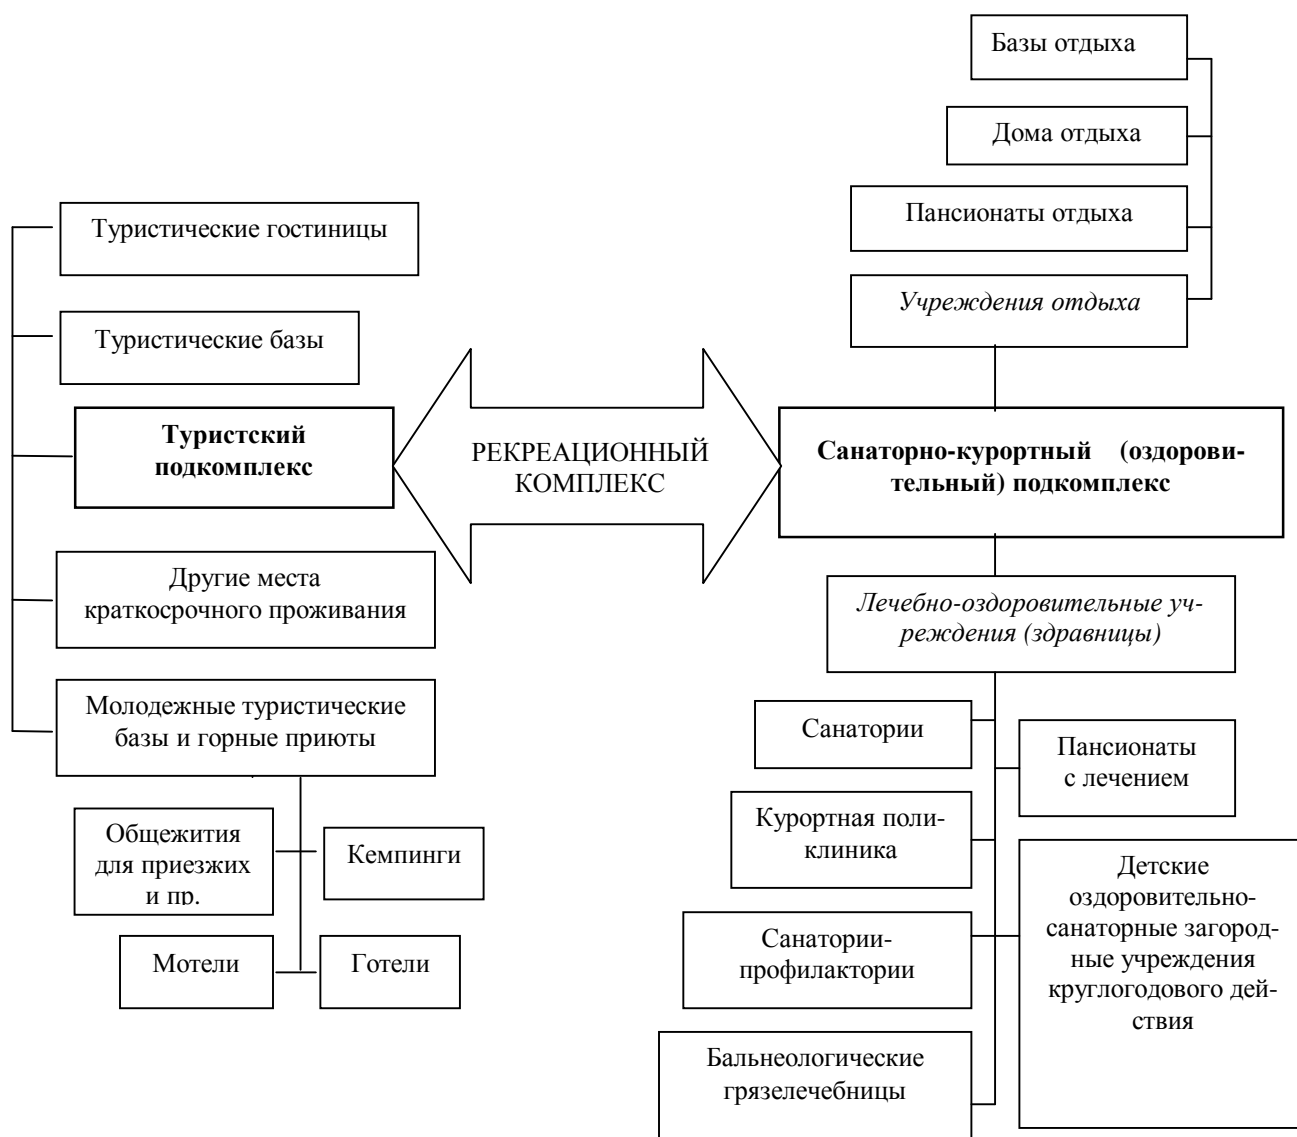 Базы отдыха
Дома отдыха
Пансионаты отдыха
Учреждения отдыха
Туристические гостиницы
Туристические базы
Туристский
подкомплекс
РЕКРЕАЦИОННЫЙ
КОМПЛЕКС
Санаторно-курортный (оздорови-
тельный) подкомплекс
Другие места
краткосрочного проживания
Молодежные туристические
базы и горные приюты
Общежития
для приезжих
и пр.
Кемпинги
Мотели
Готели
Лечебно-оздоровительные уч-
реждения (здравницы)
Санатории
Пансионаты
с лечением
Курортная поли-
клиника
Санатории-
профилактории
Детские
оздоровительно-
санаторные загород-
ные учреждения
круглогодового дей-
ствия
Бальнеологические
грязелечебницы